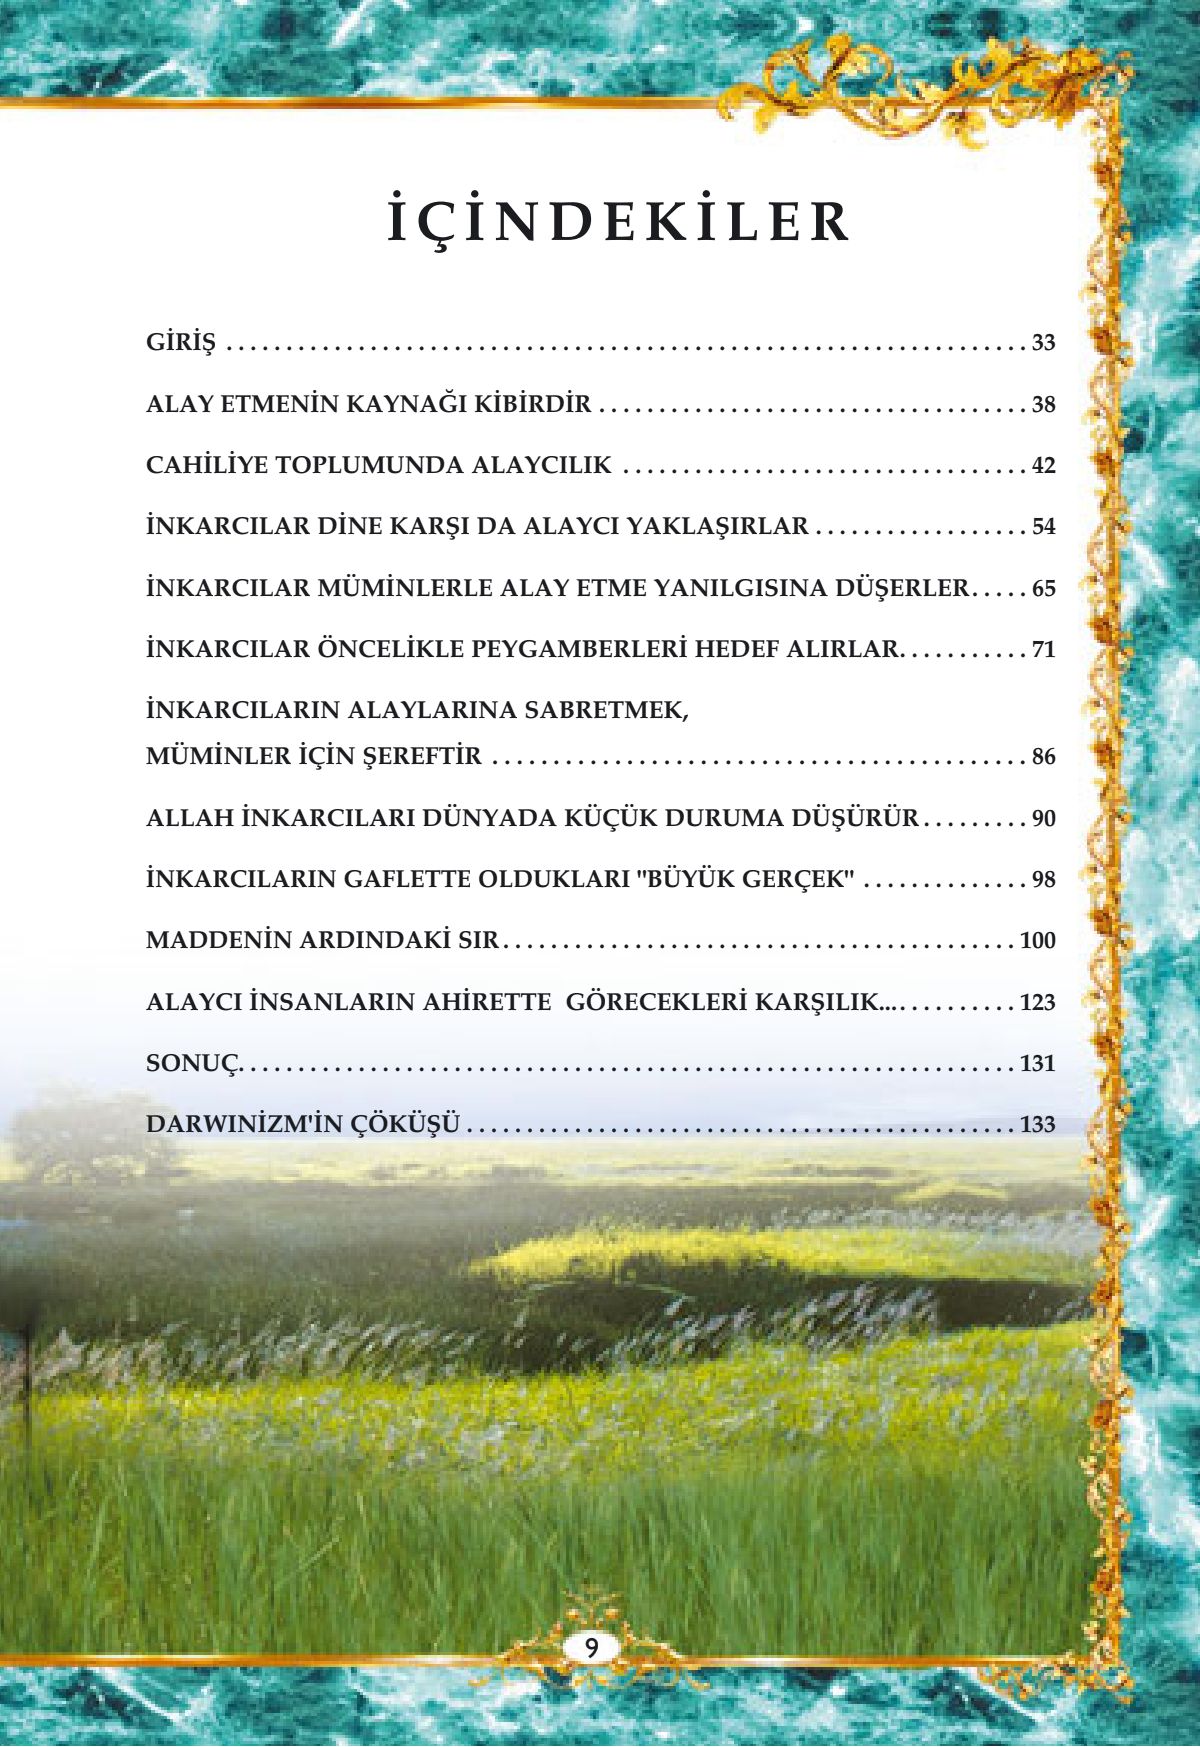 İÇİNDEKİLER
GİRİŞ . . . . . . . . . . . . . . . . . . . . . . . . . . . . . . . . . . . . . . . . . . . . . . . . . . . . . . . . . . . . . . . . . . . 33
ALAY ETMENİN KAYNAĞI KİBİRDİR . . . . . . . . . . . . . . . . . . . . . . . . . . . . . . . . . . . . 38
CAHİLİYE TOPLUMUNDA ALAYCILIK . . . . . . . . . . . . . . . . . . . . . . . . . . . . . . . . . . 42
İNKARCILAR DİNE KARŞI DA ALAYCI YAKLAŞIRLAR . . . . . . . . . . . . . . . . . . 54
İNKARCILAR MÜMİNLERLE ALAY ETME YANILGISINA DÜŞERLER. . . . . 65
İNKARCILAR ÖNCELİKLE PEYGAMBERLERİ HEDEF ALIRLAR. . . . . . . . . . . 71
İNKARCILARIN ALAYLARINA SABRETMEK,
MÜMİNLER İÇİN ŞEREFTİR . . . . . . . . . . . . . . . . . . . . . . . . . . . . . . . . . . . . . . . . . . . . 86
ALLAH İNKARCILARI DÜNYADA KÜÇÜK DURUMA DÜŞÜRÜR . . . . . . . . . 90
İNKARCILARIN GAFLETTE OLDUKLARI "BÜYÜK GERÇEK" . . . . . . . . . . . . . . 98
MADDENİN ARDINDAKİ SIR . . . . . . . . . . . . . . . . . . . . . . . . . . . . . . . . . . . . . . . . . . . 100
ALAYCI İNSANLARIN AHİRETTE GÖRECEKLERİ KARŞILIK... . . . . . . . . . . 123
SONUÇ. . . . . . . . . . . . . . . . . . . . . . . . . . . . . . . . . . . . . . . . . . . . . . . . . . . . . . . . . . . . . . . . . 131
DARWINİZM'İN ÇÖKÜŞÜ . . . . . . . . . . . . . . . . . . . . . . . . . . . . . . . . . . . . . . . . . . . . . . 133
9